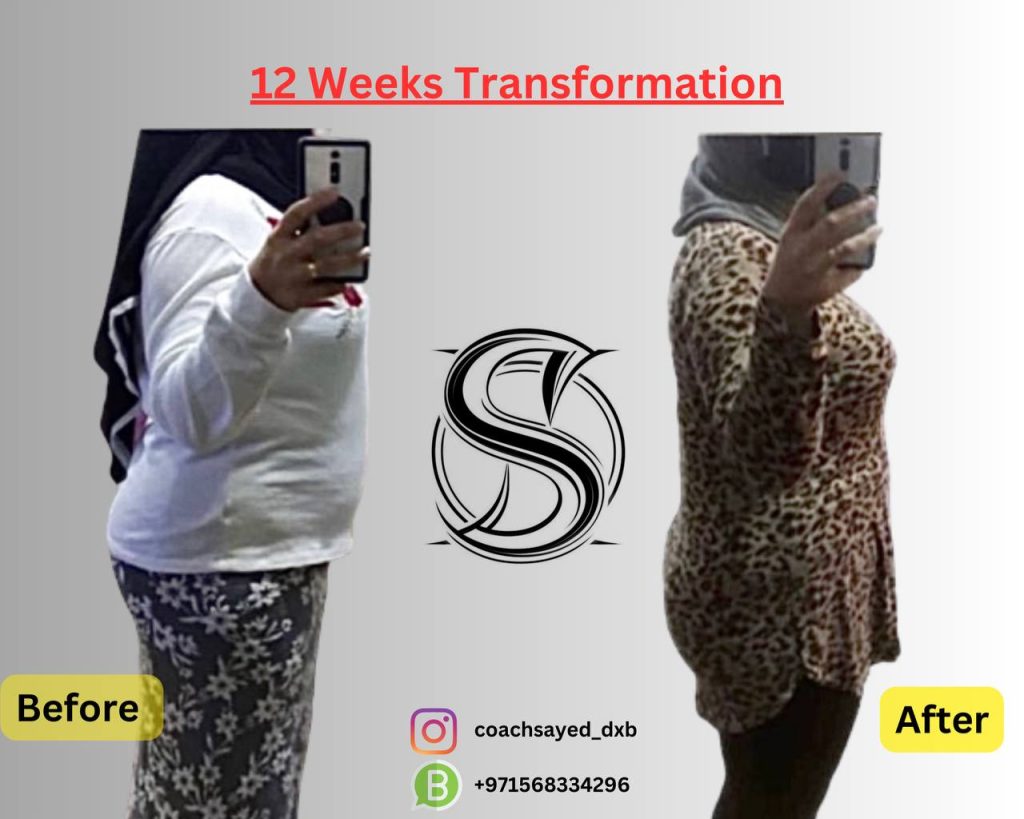 12 Weeks Transformation
S
Before
After
coachsayed_dxb
B
+971568334296